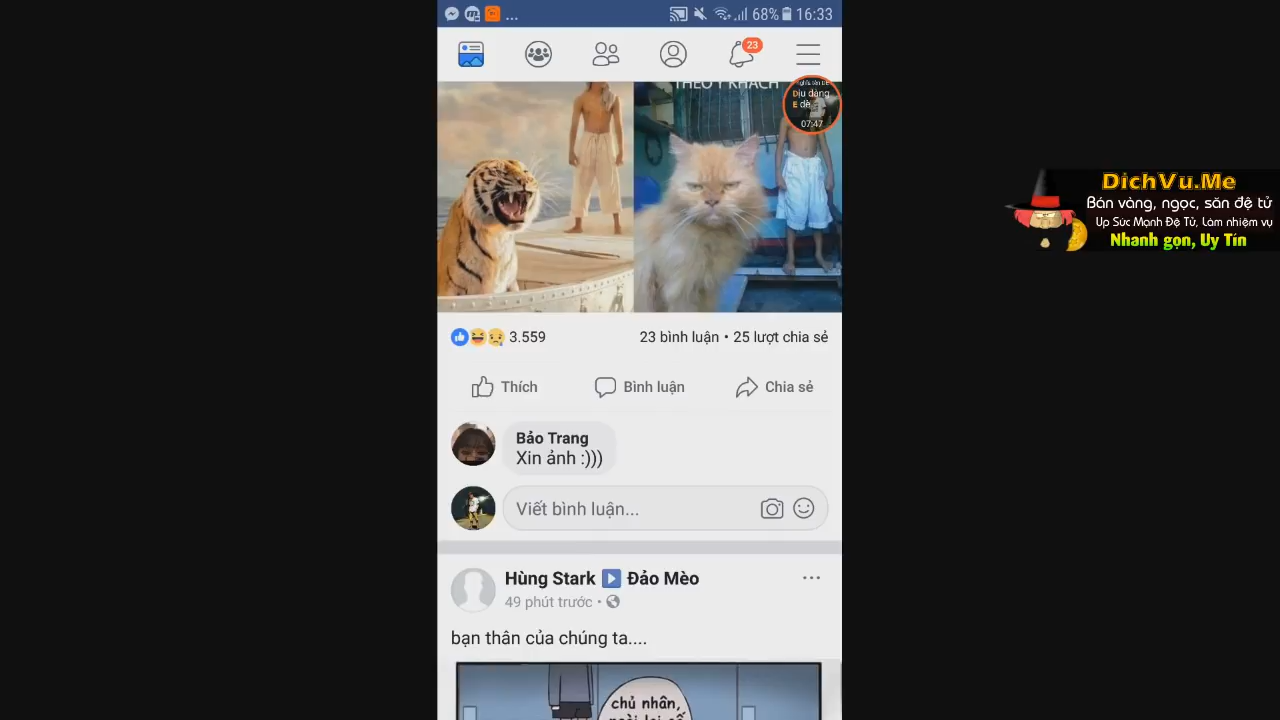 ...
68%
16:33
23
THEO Ý KHÁCH
Dịu dàng
E đè
07:47
3.559
23 bình luận • 25 lượt chia sẻ
Thích
Bình luận
Chia sẻ
Bảo Trang
Xin ảnh :)))
Viết bình luận...
Hùng Stark ▶ Đảo Mèo
49 phút trước •
bạn thân của chúng ta....
chủ nhân,
DichVu.Me
Bán vàng, ngọc, săn đệ tử
Up Sức Mạnh Đệ Tử, Làm nhiệm vụ
Nhanh gọn, Uy Tín